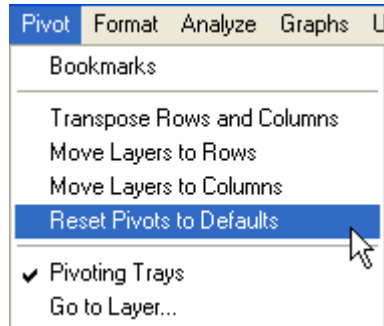 Pivot Format Analyze Graphs U
Bookmarks
Transpose Rows and Columns
Move Layers to Rows
Move Layers to Columns
Reset Pivots to Defaults
Pivoting Trays
Go to Layer...